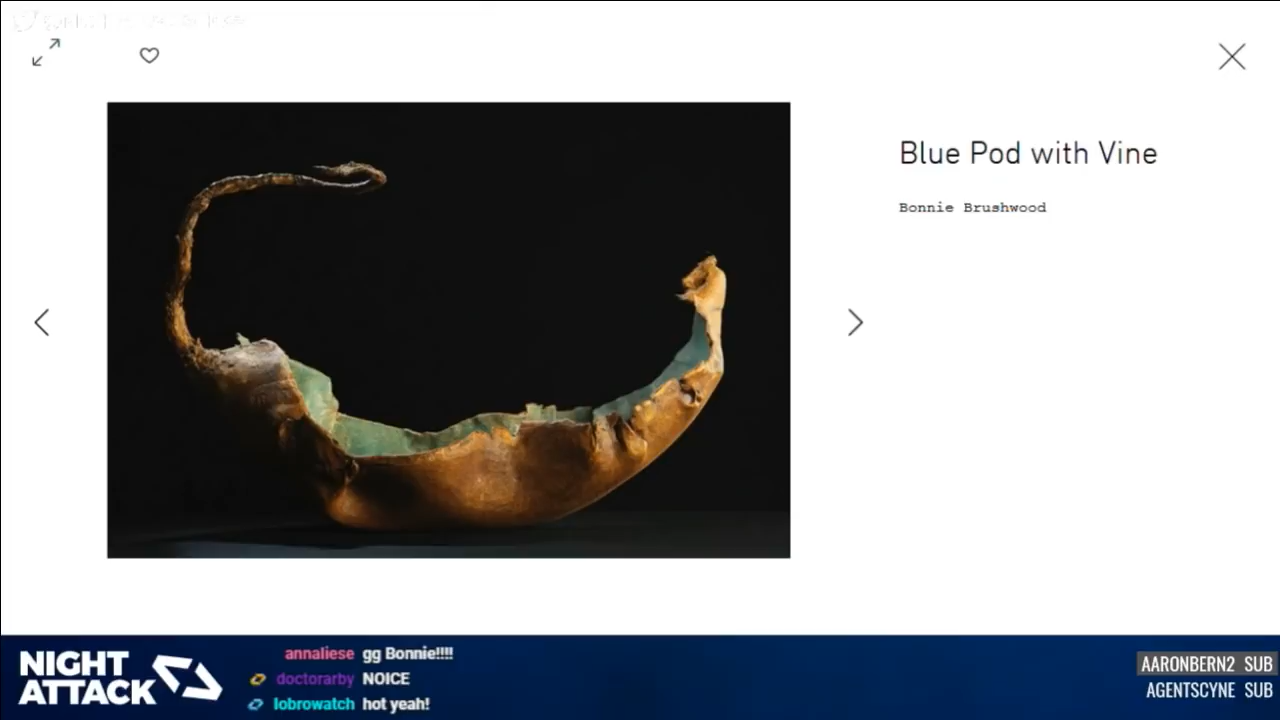 Blue Pod with Vine
Bonnie Brushwood
NIGHT
ATTACK
annaliese gg Bonnie!!!!
doctorarby NOICE
lobrowatch hot yeah!
AARONBERN2 SUB
AGENTSCYNE SUB